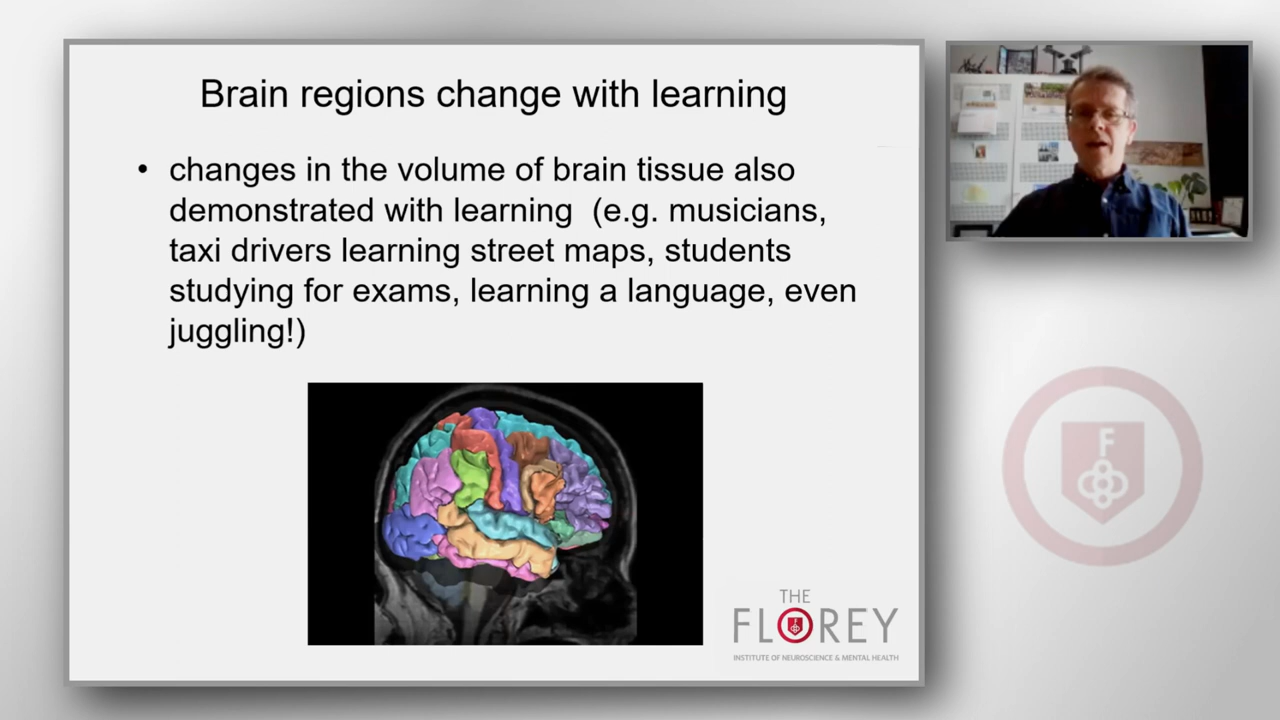 Brain regions change with learning
• changes in the volume of brain tissue also
demonstrated with learning (e.g. musicians,
taxi drivers learning street maps, students
studying for exams, learning a language, even
juggling!)
THE
FLOREY
INSTITUTE OF NEUROSCIENCE & MENTAL HEALTH
F